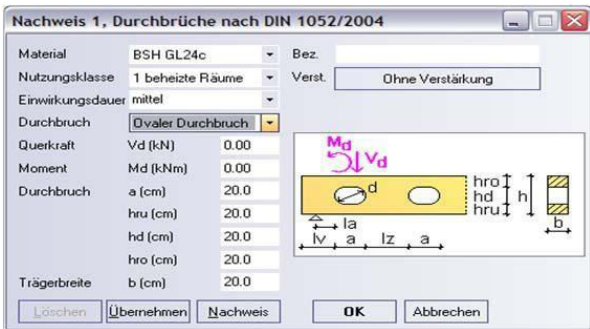 Nachweis 1, Durchbrüche nach DIN 1052/2004
Material BSH GL24c Bez.
Nutzungsklasse 1 beheizte Räume Verst. Ohne Verstärkung
Einwirkungsdauer mittel
Durchbruch Ovaler Durchbruch
Querkraft Vd (kN) 0.00
Moment Md (kNm) 0.00
Durchbruch a (cm) 20.0
hru (cm) 20.0
hd (cm) 20.0
hro (cm) 20.0
Trägerbreite b (cm) 20.0
Md Vd
d hro hd hru h b
la
lv a lz a
Löschen Übernehmen Nachweis OK Abbrechen